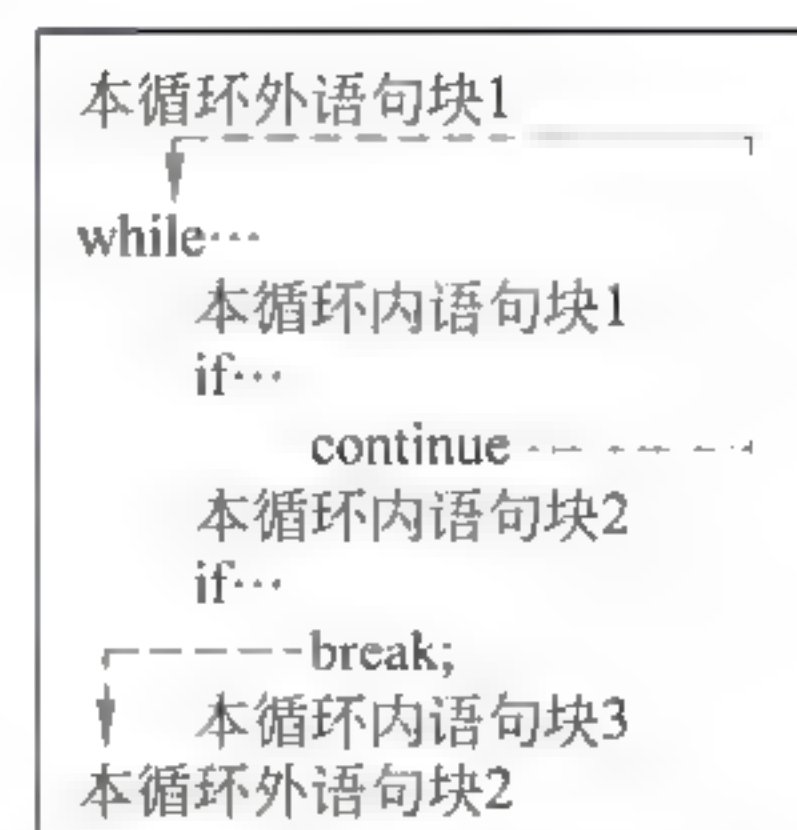 本循环外语句块1
while…
本循环内语句块1
if…
continue
本循环内语句块2
if…
break;
本循环内语句块3
本循环外语句块2